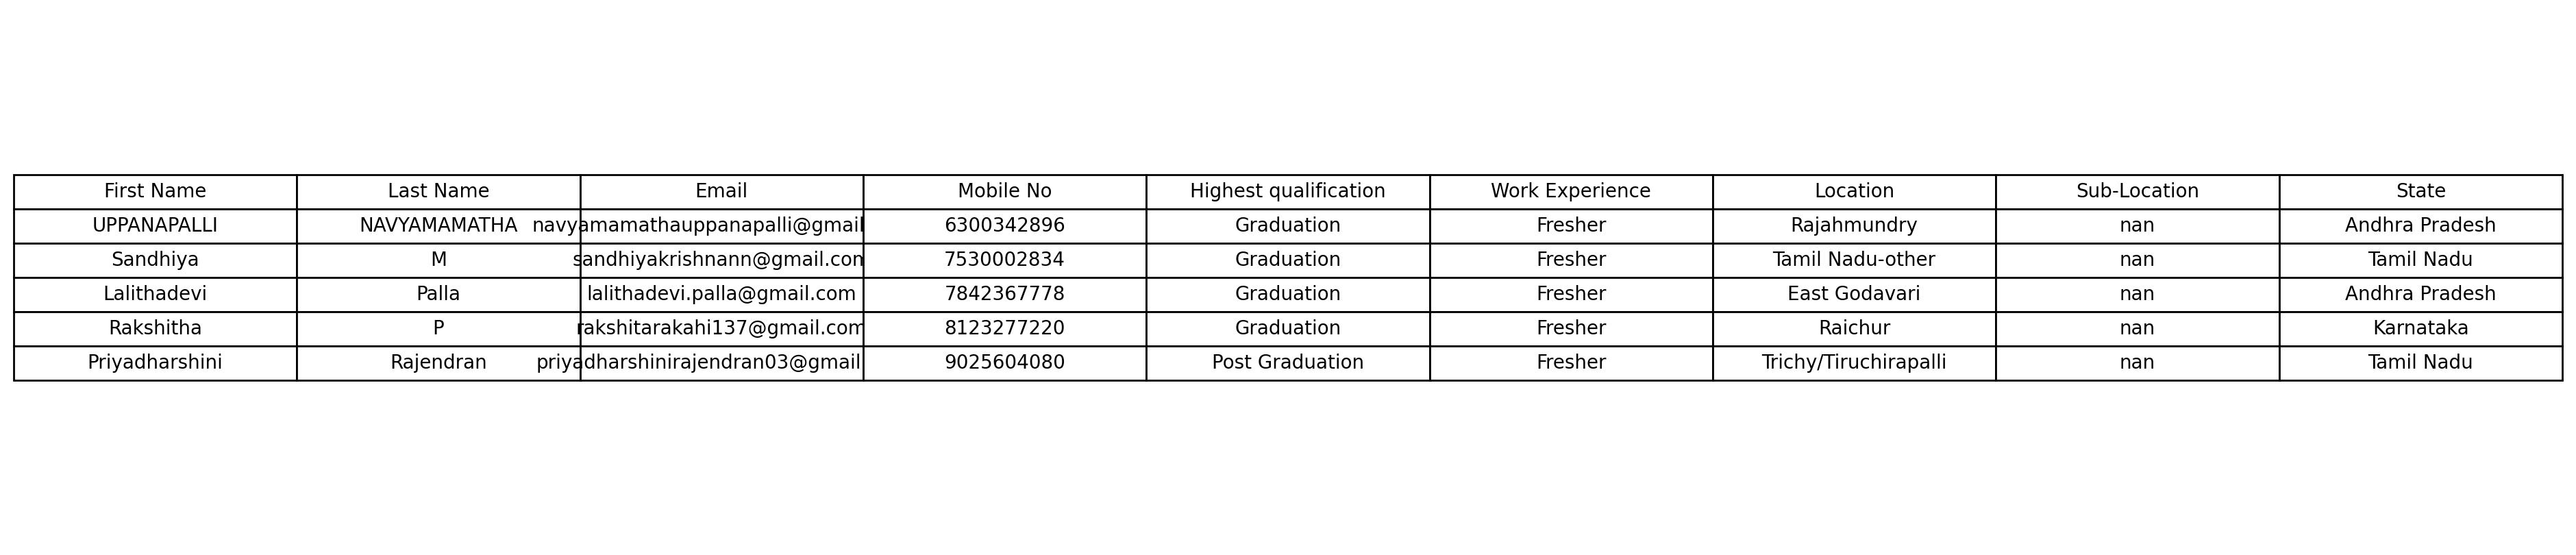 First Name Last Name Email Mobile No Highest qualification Work Experience Location Sub-Location State
UPPANAPALLI NAVYAMAMATHA navyamamathauppanapalli@gmail 6300342896 Graduation Fresher Rajahmundry nan Andhra Pradesh
Sandhiya M sandhiyakrishnann@gmail.con 7530002834 Graduation Fresher Tamil Nadu-other nan Tamil Nadu
Lalithadevi Palla lalithadevi.palla@gmail.com 7842367778 Graduation Fresher East Godavari nan Andhra Pradesh
Rakshitha P rakshitarakahi137@gmail.com 8123277220 Graduation Fresher Raichur nan Karnataka
Priyadharshini Rajendran priyadharshinirajendran03@gmail 9025604080 Post Graduation Fresher Trichy/Tiruchirapalli nan Tamil Nadu